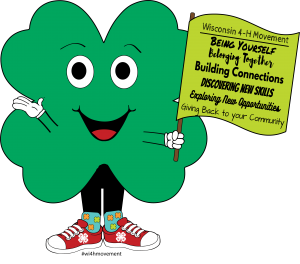 Wisconsin 4-H Movement
Being Yourself
Belonging Together
Building Connections
DISCOVERING NEW SKILLS
Exploring New Opportunities
Giving Back to your Community
#wi4hmovement